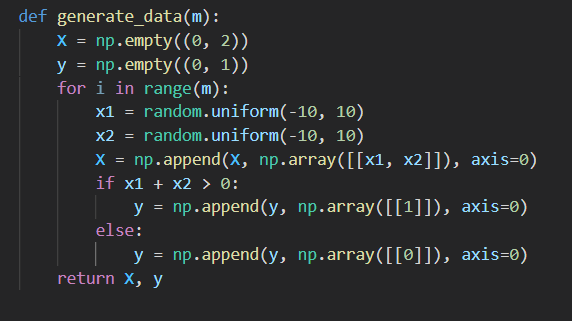 def generate_data(m):
    X = np.empty((0, 2))
    y = np.empty((0, 1))
    for i in range(m):
        x1 = random.uniform(-10, 10)
        x2 = random.uniform(-10, 10)
        X = np.append(X, np.array([[x1, x2]]), axis=0)
        if x1 + x2 > 0:
            y = np.append(y, np.array([[1]]), axis=0)
        else:
            y = np.append(y, np.array([[0]]), axis=0)
    return X, y